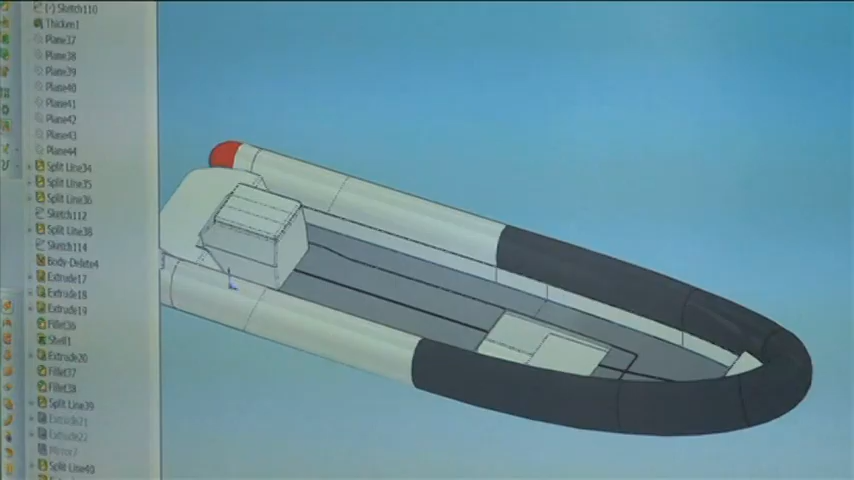 (-) Sketch110
Thicken1
Plane37
Plane38
Plane39
Plane40
Plane41
Plane42
Plane43
Plane44
Split Line34
Split Line35
Split Line36
Sketch112
Split Line38
Sketch114
Body-Delete4
Extrude17
Extrude18
Extrude19
Fillet36
Shell1
Extrude20
Fillet37
Fillet38
Split Line39
Extrude21
Extrude22
Mirror7
Split Line40